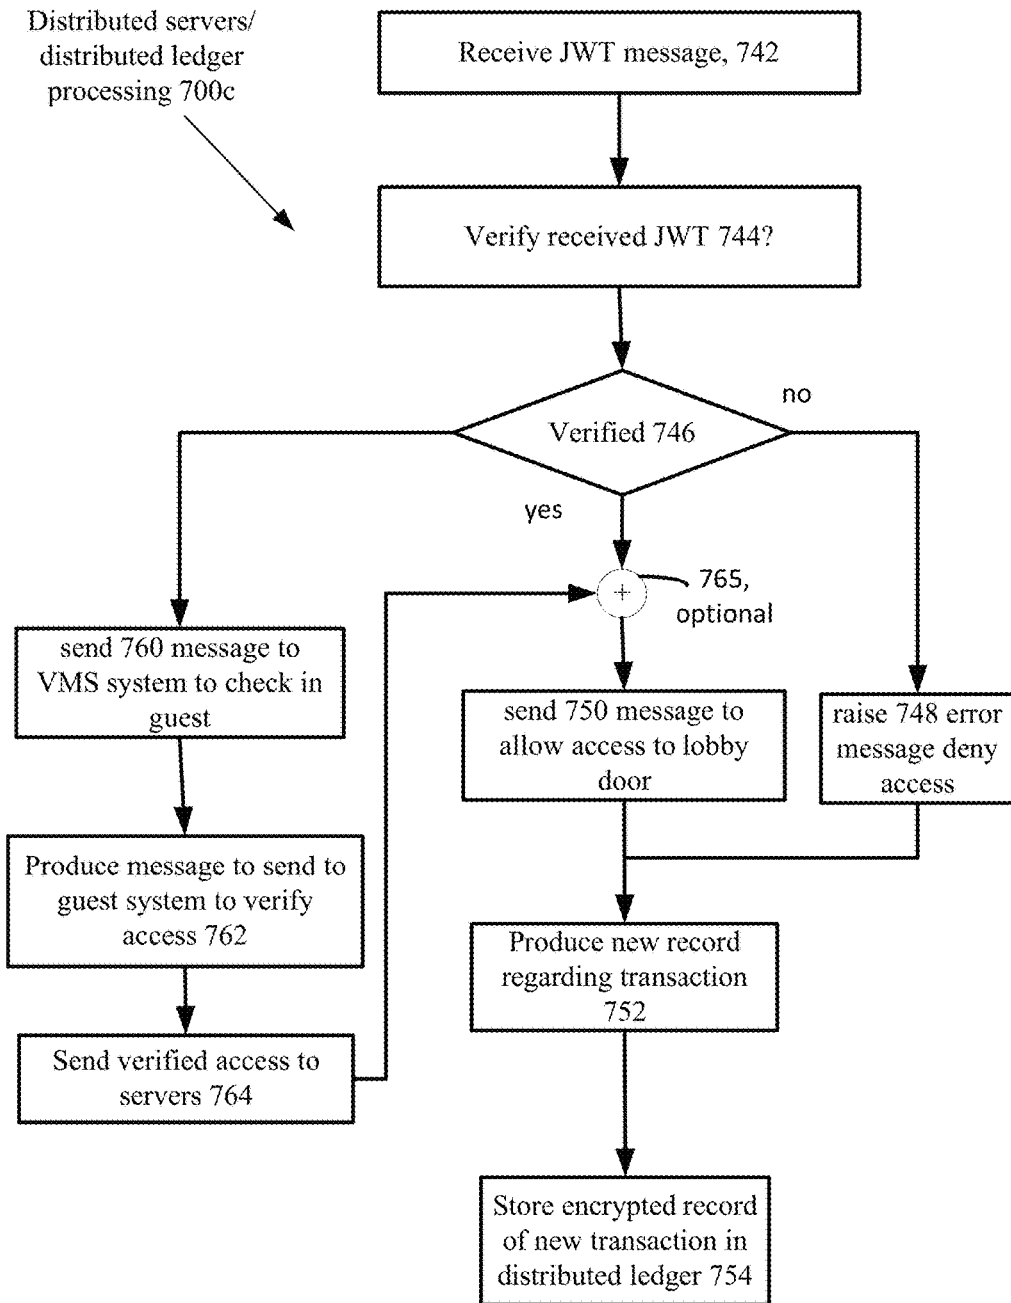 Distributed servers/
distributed ledger
processing 700c
Receive JWT message, 742
Verify received JWT 744?
no
Verified 746
yes
+
765,
optional
send 760 message to
VMS system to check in
guest
send 750 message to
allow access to lobby
door
raise 748 error
message deny
access
Produce message to send to
guest system to verify
access 762
Produce new record
regarding transaction
752
Send verified access to
servers 764
Store encrypted record
of new transaction in
distributed ledger 754